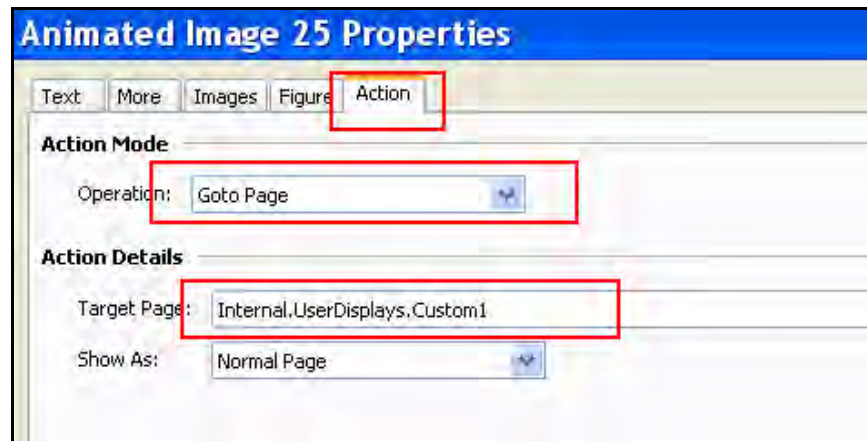 Animated Image 25 Properties
Text More Images Figure Action
Action Mode
Operation: Goto Page
Action Details
Target Page: Internal.UserDisplays.Custom1
Show As: Normal Page